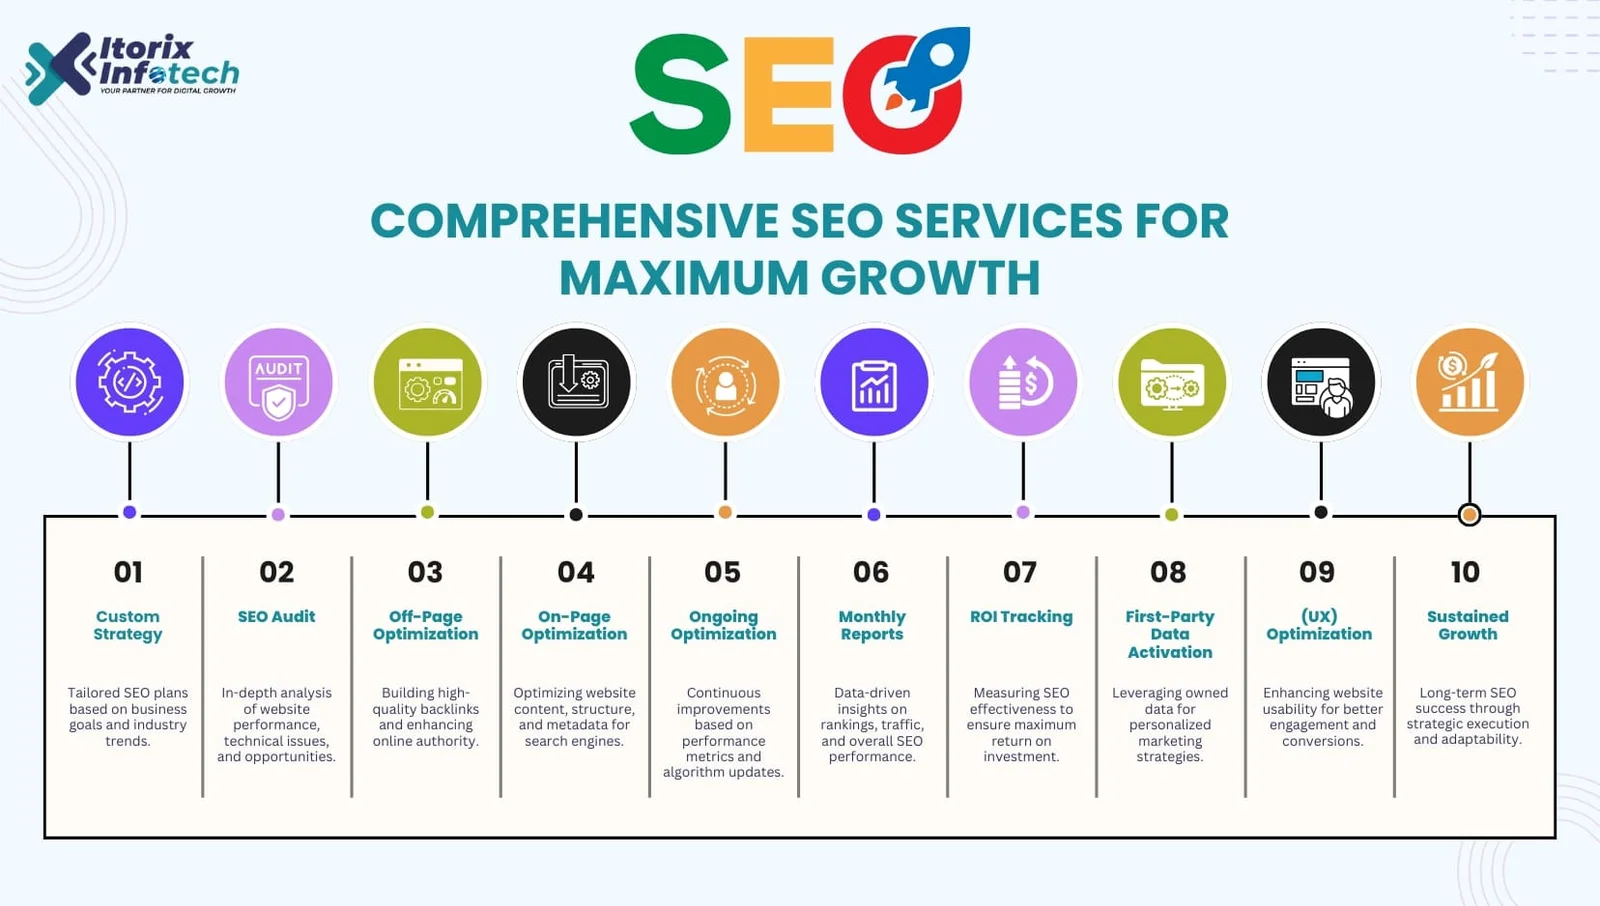 Itorix
Infotech
YOUR PARTNER FOR DIGITAL GROWTH
SEO
COMPREHENSIVE SEO SERVICES FOR
MAXIMUM GROWTH
AUDIT
01
Custom
Strategy
Tailored SEO plans
based on business
goals and industry
trends.
02
SEO Audit
In-depth analysis
of website
performance,
technical issues,
and opportunities.
03
Off-Page
Optimization
Building high-
quality backlinks
and enhancing
online authority.
04
On-Page
Optimization
Optimizing website
content, structure,
and metadata for
search engines.
05
Ongoing
Optimization
Continuous
improvements
based on
performance
metrics and
algorithm updates.
06
Monthly
Reports
Data-driven
insights on
rankings, traffic,
and overall SEO
performance.
07
ROI Tracking
Measuring SEO
effectiveness to
ensure maximum
return on
investment.
08
First-Party
Data
Activation
Leveraging owned
data for
personalized
marketing
strategies.
09
(UX)
Optimization
Enhancing website
usability for better
engagement and
conversions.
10
Sustained
Growth
Long-term SEO
success through
strategic execution
and adaptability.